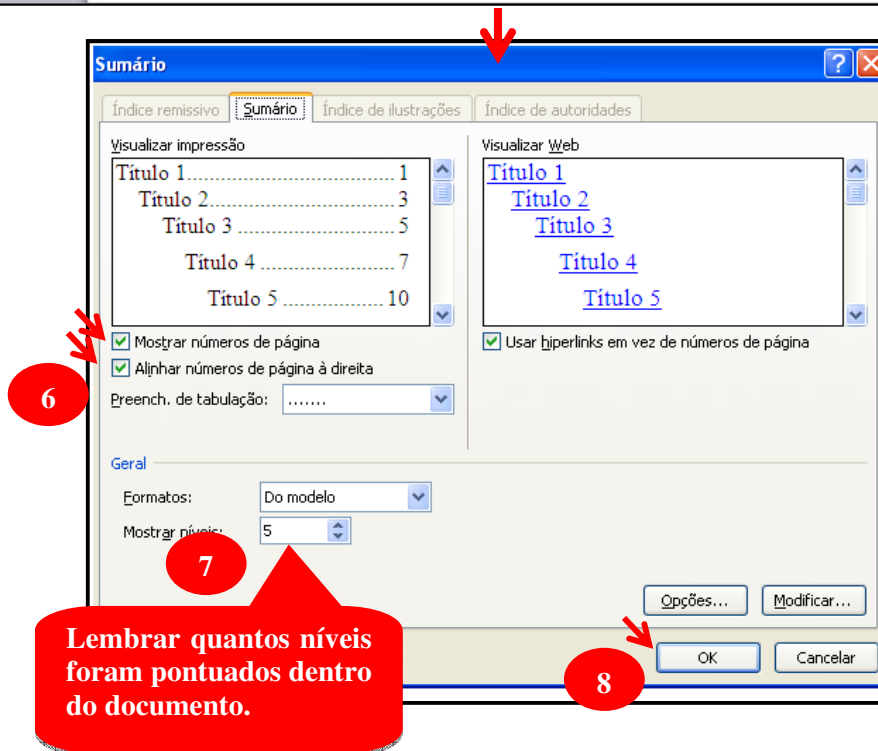 Sumário
Índice remissivo Sumário Índice de ilustrações Índice de autoridades
Visualizar impressão
Título 1................................... 1
Título 2................................ 3
Título 3 ........................... 5
Título 4 ....................... 7
Título 5 ................. 10
Visualizar Web
Título 1
Título 2
Título 3
Título 4
Título 5
Mostrar números de página
Usar hiperlinks em vez de números de página
Alinhar números de página à direita
6
Preench. de tabulação: .......
Geral
Formatos: Do modelo
Mostrar níveis: 5
7
Opções... Modificar...
Lembrar quantos níveis
foram pontuados dentro
do documento.
OK Cancelar
8